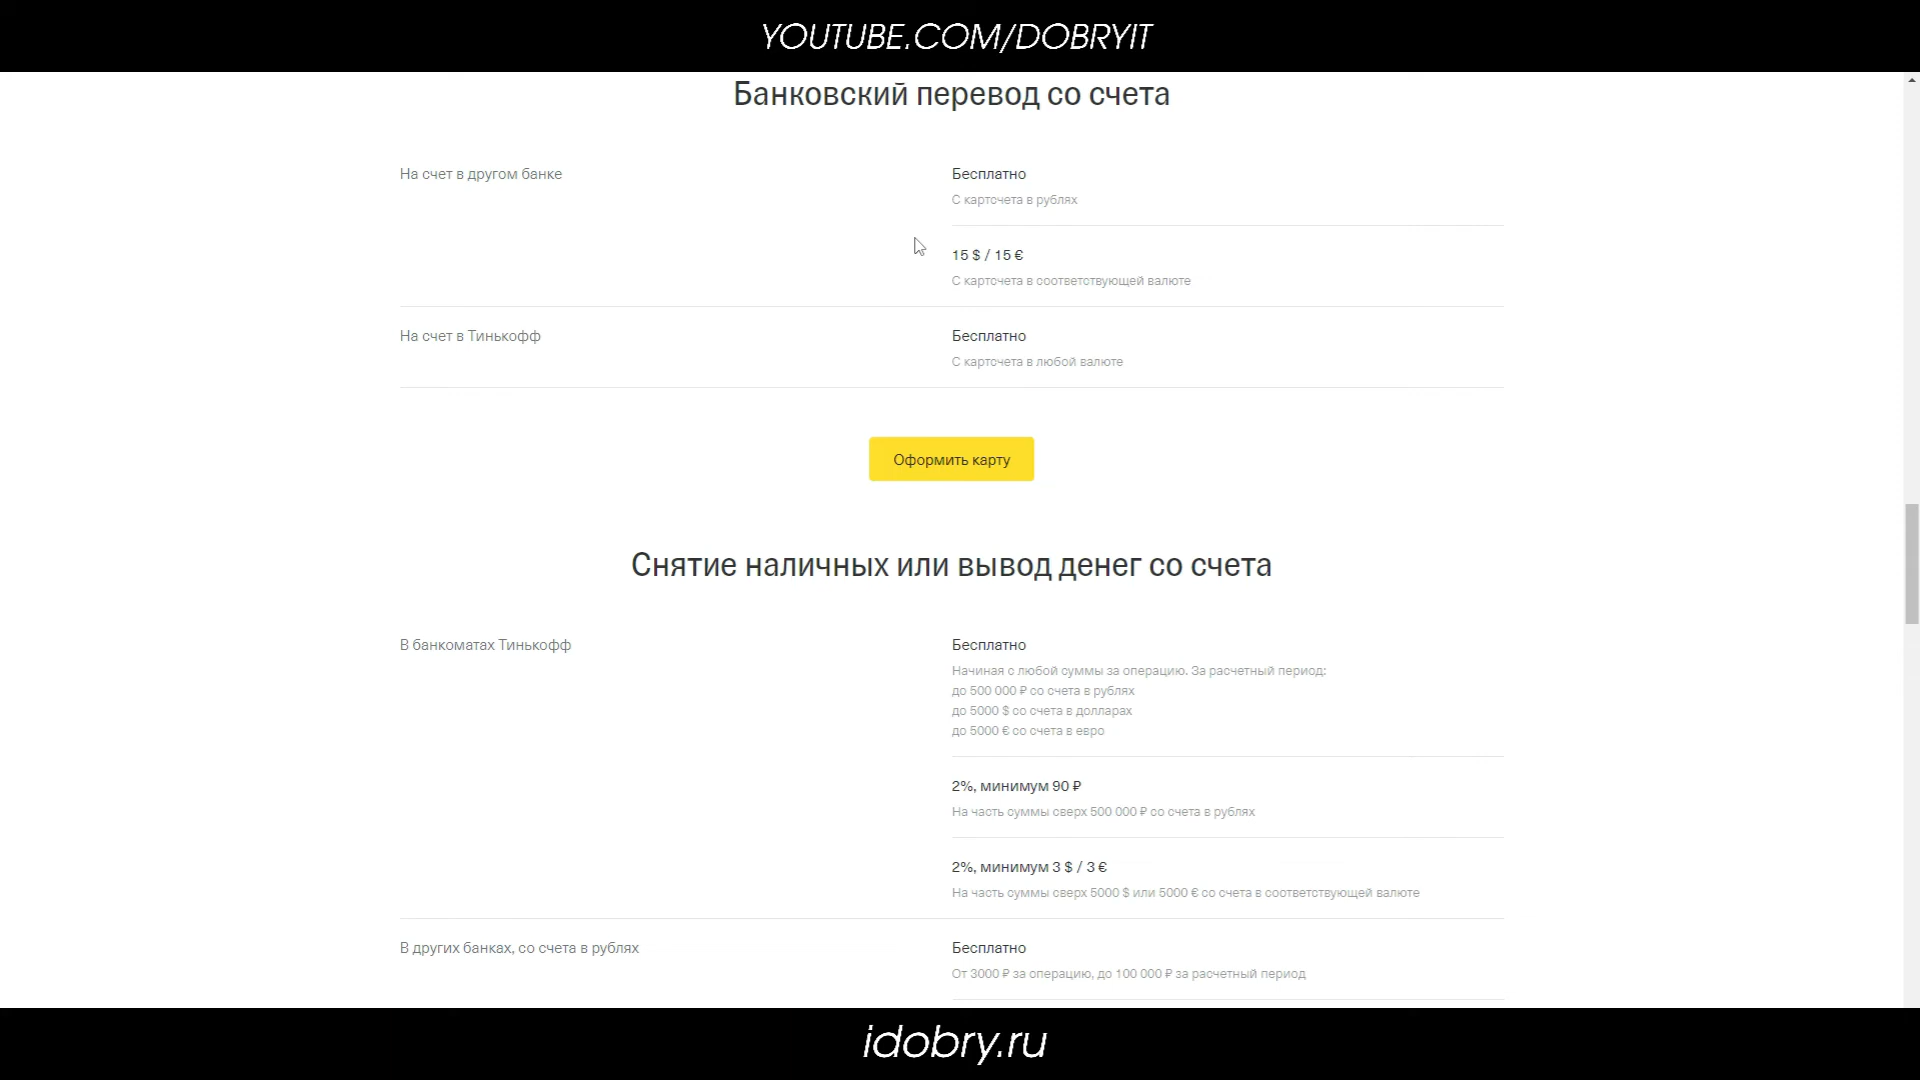 YOUTUBE.COM/DOBRYIT
Банковский перевод со счета
На счет в другом банке
Бесплатно
С карточета в рублях
15 $ / 15 €
С карточета в соответствующей валюте
На счет в Тинькофф
Бесплатно
С карточета в любой валюте
Оформить карту
Снятие наличных или вывод денег со счета
В банкоматах Тинькофф
Бесплатно
Начиная с любой суммы за операцию. За расчетный период:
до 500 000 ₽ со счета в рублях
до 5000 $ со счета в долларах
до 5000 € со счета в евро
2%, минимум 90 ₽
На часть суммы сверх 500 000 ₽ со счета в рублях
2%, минимум 3 $ / 3 €
На часть суммы сверх 5000 $ или 5000 € со счета в соответствующей валюте
В других банках, со счета в рублях
Бесплатно
От 3000 ₽ за операцию, до 100 000 ₽ за расчетный период
idobry.ru